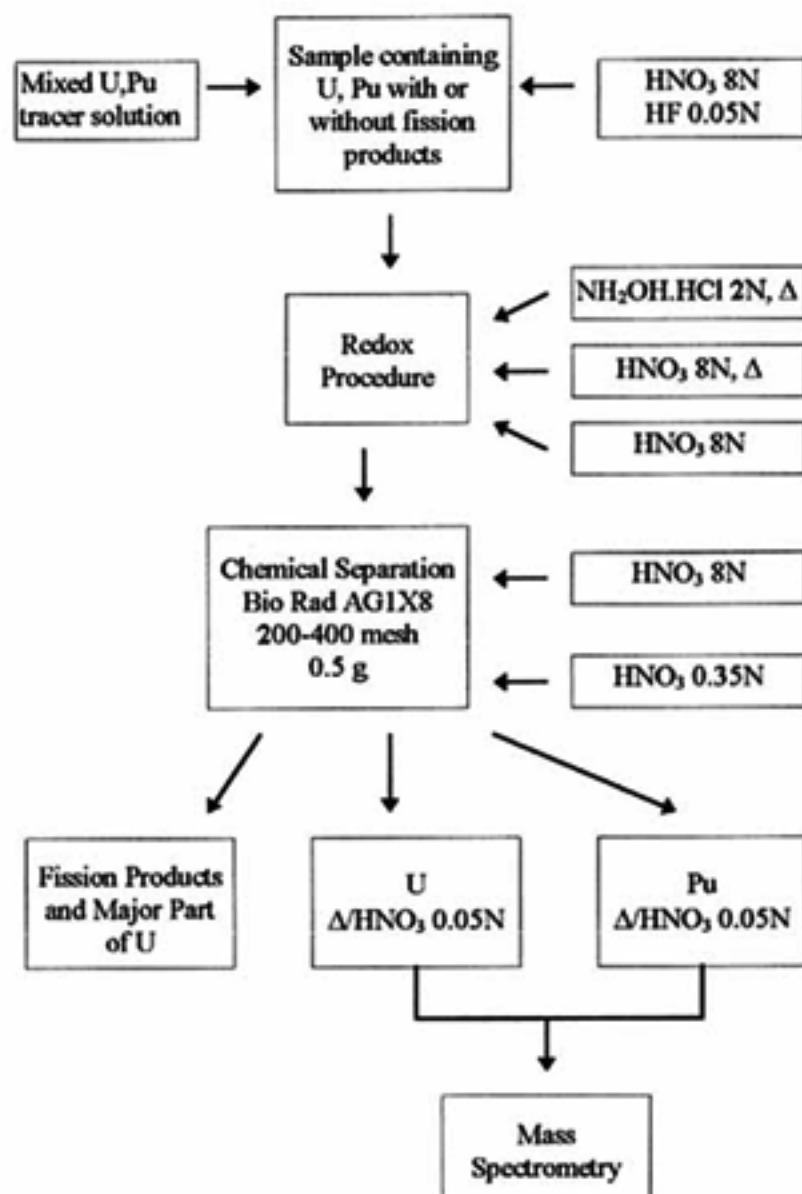 Mixed U,Pu
tracer solution
Sample containing
U, Pu with or
without fission
products
HNO₃ 8N
HF 0.05N
Redox
Procedure
NH₂OH.HCl 2N, Δ
HNO₃ 8N, Δ
HNO₃ 8N
Chemical Separation
Bio Rad AG1X8
200-400 mesh
0.5 g
HNO₃ 8N
HNO₃ 0.35N
Fission Products
and Major Part
of U
U
Δ/HNO₃ 0.05N
Pu
Δ/HNO₃ 0.05N
Mass
Spectrometry